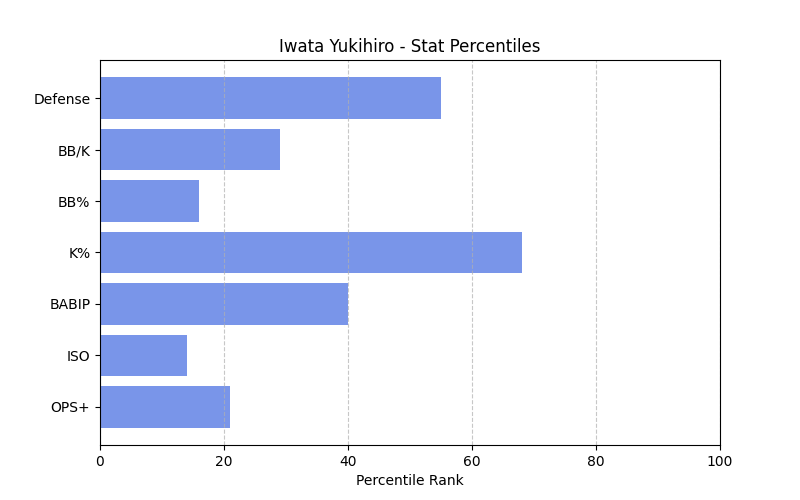 Iwata Yukihiro - Stat Percentiles
Defense
BB/K
BB%
K%
BABIP
ISO
OPS+
0 20 40 60 80 100
Percentile Rank